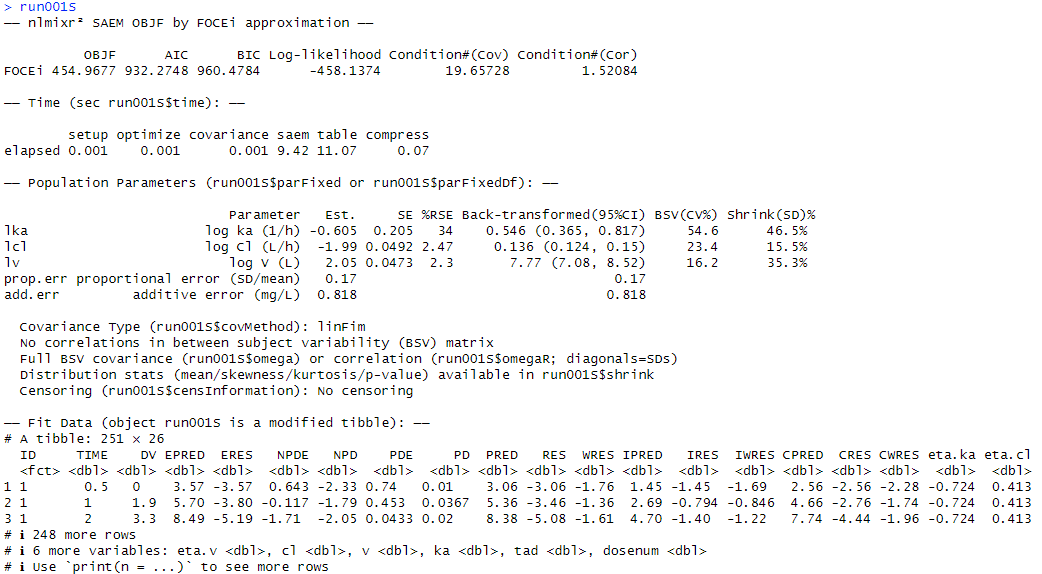 > run001S
── nlmixr² SAEM OBJF by FOCEi approximation ──
OBJF AIC BIC Log-likelihood Condition#(Cov) Condition#(Cor)
FOCEi 454.9677 932.2748 960.4784 -458.1374 19.65728 1.52084
── Time (sec run001S$time): ──
setup optimize covariance saem table compress
elapsed 0.001 0.001 0.001 9.42 11.07 0.07
── Population Parameters (run001S$parFixed or run001S$parFixedDf): ──
Parameter Est. SE %RSE Back-transformed(95%CI) BSV(CV%) Shrink(SD)%
lka log ka (1/h) -0.605 0.205 34 0.546 (0.365, 0.817) 54.6 46.5%
lcl log cl (L/h) -1.99 0.0492 2.47 0.136 (0.124, 0.15) 23.4 15.5%
lv log V (L) 2.05 0.0473 2.3 7.77 (7.08, 8.52) 16.2 35.3%
prop.err proportional error (SD/mean) 0.17 0.17
add.err additive error (mg/L) 0.818 0.818
Covariance Type (run001S$covMethod): linFim
No correlations in between subject variability (BSV) matrix
Full BSV covariance (run001S$omega) or correlation (run001S$omegaR; diagonals=SDs)
Distribution stats (mean/skewness/kurtosis/p-value) available in run001S$shrink
Censoring (run001S$censInformation): No censoring
── Fit Data (object run001S is a modified tibble): ──
# A tibble: 251 × 26
ID TIME DV EPRED ERES NPDE NPD PDE PD PRED RES WRES IPRED IRES IWRES CPRED CRES CWRES eta.ka eta.cl
<fct> <dbl> <dbl> <dbl> <dbl> <dbl> <dbl> <dbl> <dbl> <dbl> <dbl> <dbl> <dbl> <dbl> <dbl> <dbl> <dbl> <dbl> <dbl> <dbl>
1 1 0.5 0 3.57 -3.57 0.643 -2.33 0.74 0.01 3.06 -3.06 -1.76 1.45 -1.45 -1.69 2.56 -2.56 -2.28 -0.724 0.413
2 1 1 1.9 5.70 -3.80 -0.117 -1.79 0.453 0.0367 5.36 -3.46 -1.36 2.69 -0.794 -0.846 4.66 -2.76 -1.74 -0.724 0.413
3 1 2 3.3 8.49 -5.19 -1.71 -2.05 0.0433 0.02 8.38 -5.08 -1.61 4.70 -1.40 -1.22 7.74 -4.44 -1.96 -0.724 0.413
# ℹ 248 more rows
# ℹ 6 more variables: eta.v <dbl>, cl <dbl>, v <dbl>, ka <dbl>, tad <dbl>, dosenum <dbl>
# ℹ Use `print(n = ...)` to see more rows